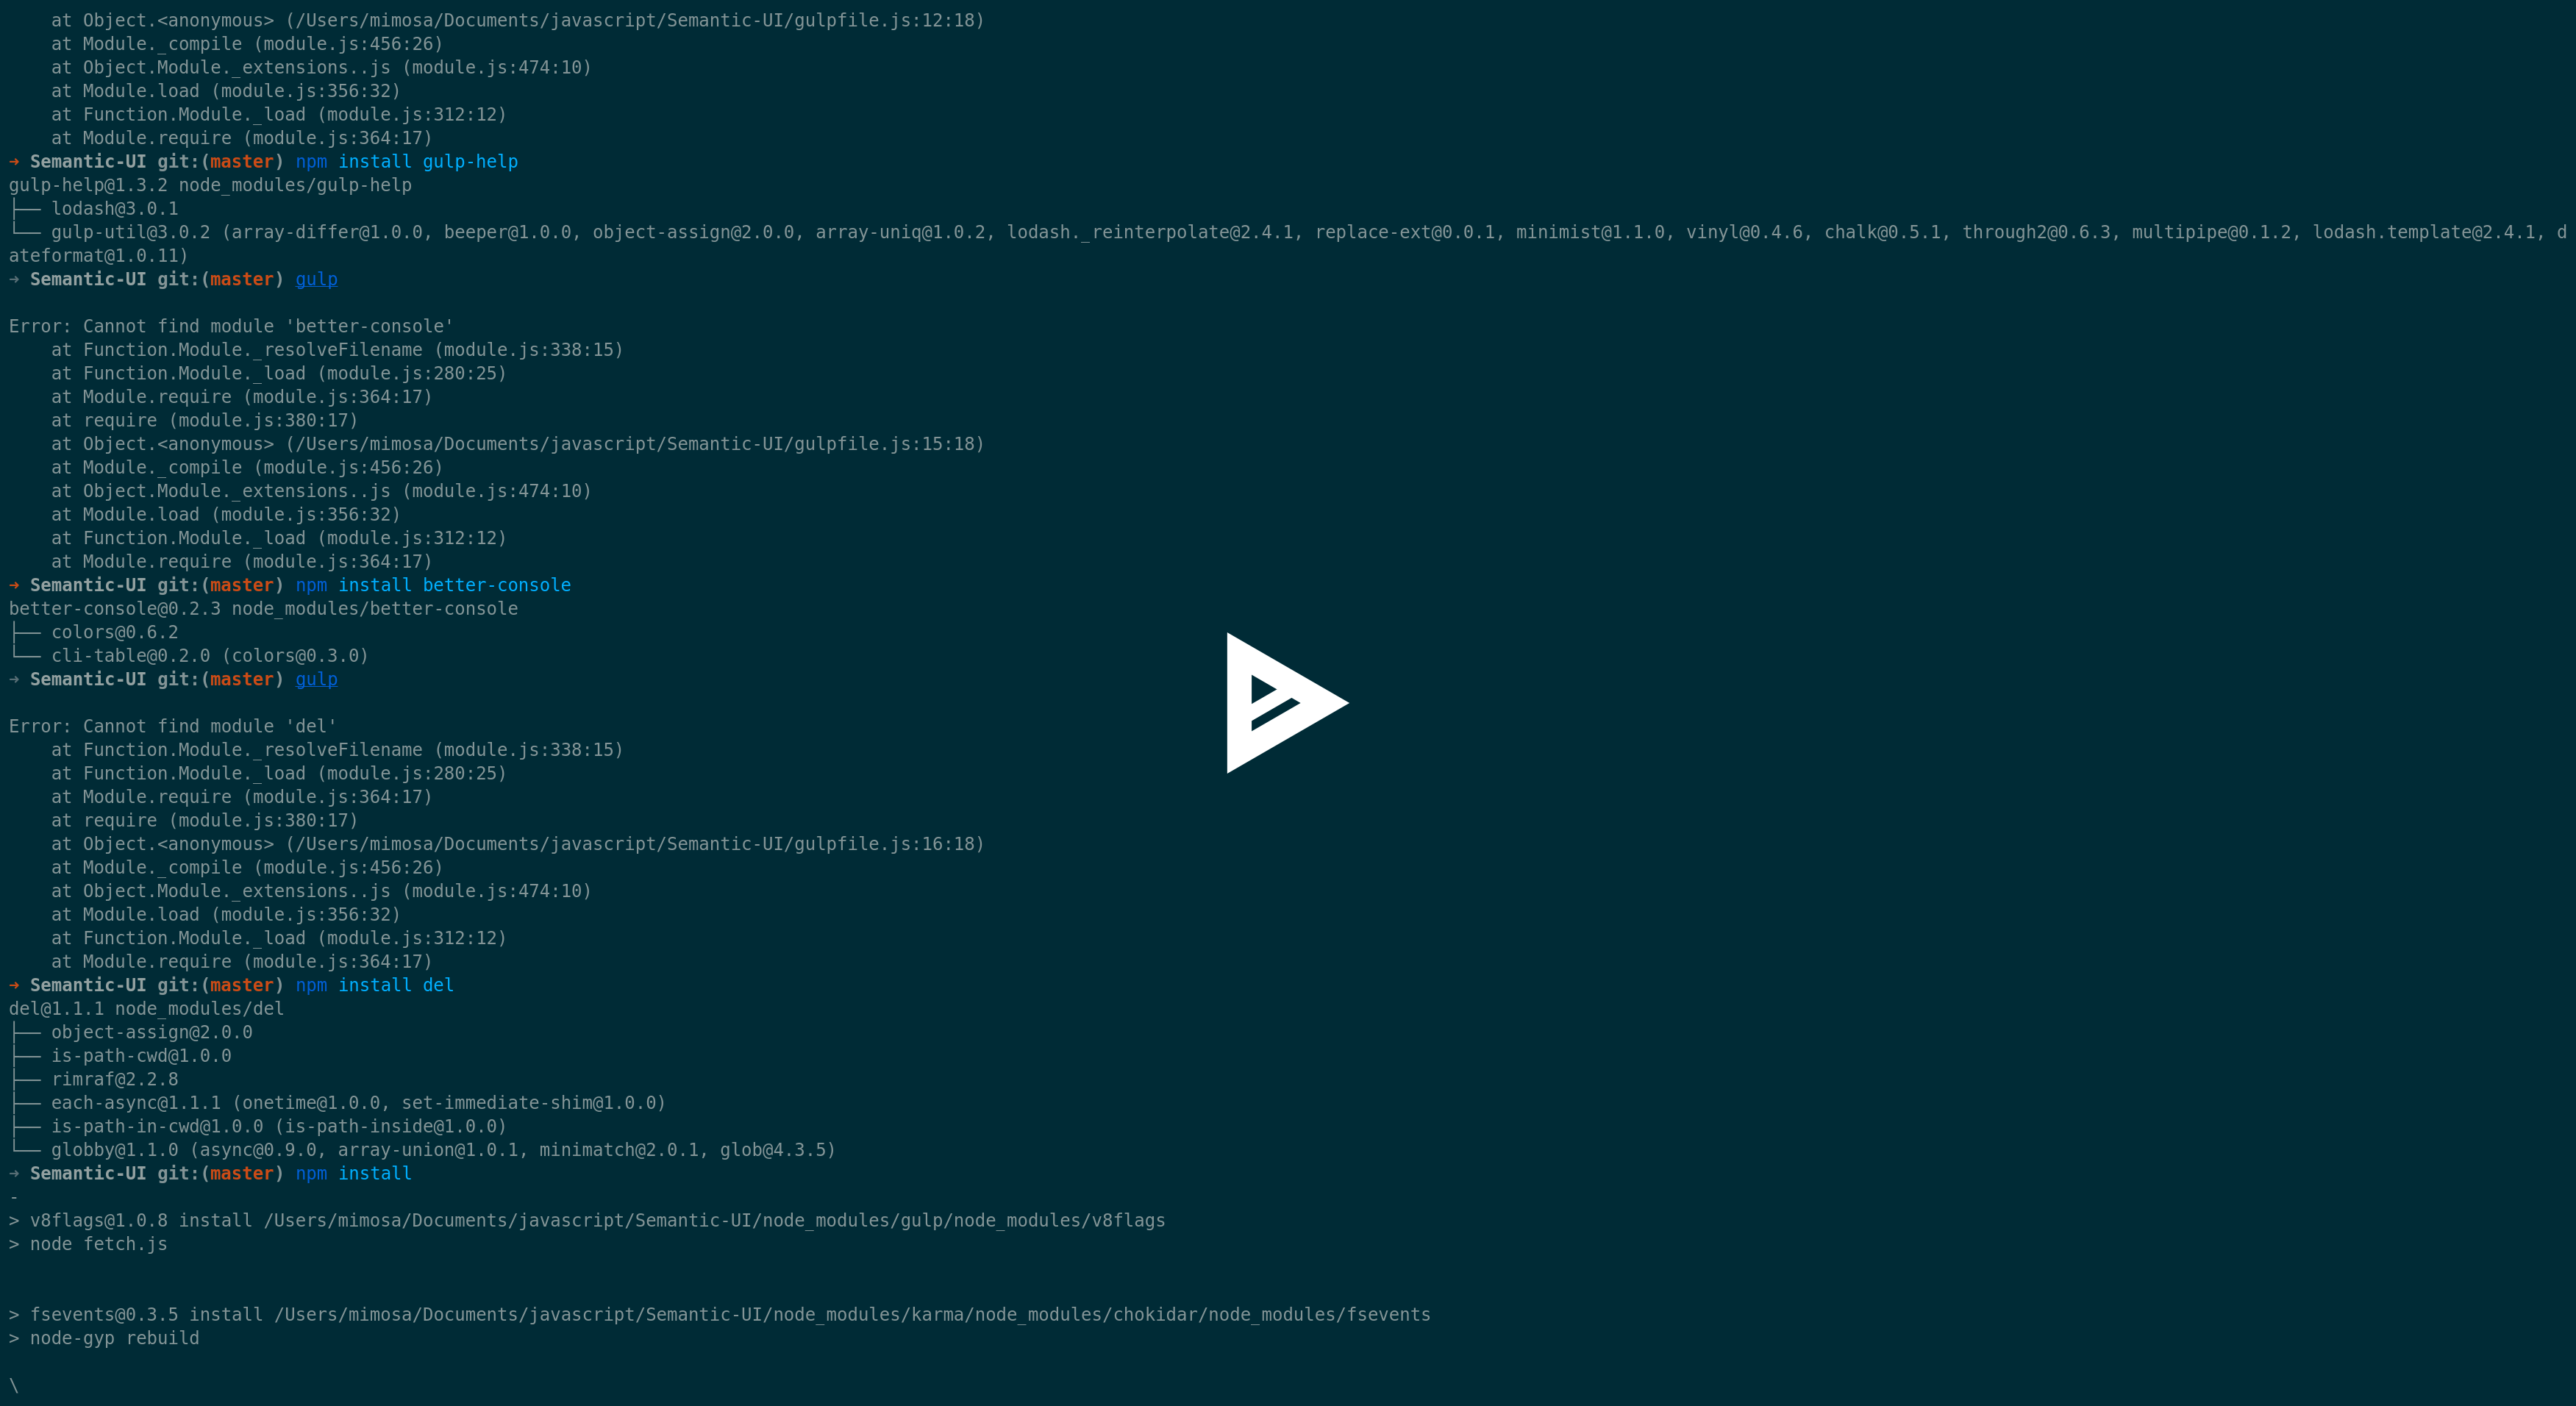 at Object.<anonymous> (/Users/mimosa/Documents/javascript/Semantic-UI/gulpfile.js:12:18)
    at Module._compile (module.js:456:26)
    at Object.Module._extensions..js (module.js:474:10)
    at Module.load (module.js:356:32)
    at Function.Module._load (module.js:312:12)
    at Module.require (module.js:364:17)
➜ Semantic-UI git:(master) npm install gulp-help
gulp-help@1.3.2 node_modules/gulp-help
├── lodash@3.0.1
└── gulp-util@3.0.2 (array-differ@1.0.0, beeper@1.0.0, object-assign@2.0.0, array-uniq@1.0.2, lodash._reinterpolate@2.4.1, replace-ext@0.0.1, minimist@1.1.0, vinyl@0.4.6, chalk@0.5.1, through2@0.6.3, multipipe@0.1.2, lodash.template@2.4.1, d
ateformat@1.0.11)
➜ Semantic-UI git:(master) gulp

Error: Cannot find module 'better-console'
    at Function.Module._resolveFilename (module.js:338:15)
    at Function.Module._load (module.js:280:25)
    at Module.require (module.js:364:17)
    at require (module.js:380:17)
    at Object.<anonymous> (/Users/mimosa/Documents/javascript/Semantic-UI/gulpfile.js:15:18)
    at Module._compile (module.js:456:26)
    at Object.Module._extensions..js (module.js:474:10)
    at Module.load (module.js:356:32)
    at Function.Module._load (module.js:312:12)
    at Module.require (module.js:364:17)
➜ Semantic-UI git:(master) npm install better-console
better-console@0.2.3 node_modules/better-console
├── colors@0.6.2
└── cli-table@0.2.0 (colors@0.3.0)
➜ Semantic-UI git:(master) gulp

Error: Cannot find module 'del'
    at Function.Module._resolveFilename (module.js:338:15)
    at Function.Module._load (module.js:280:25)
    at Module.require (module.js:364:17)
    at require (module.js:380:17)
    at Object.<anonymous> (/Users/mimosa/Documents/javascript/Semantic-UI/gulpfile.js:16:18)
    at Module._compile (module.js:456:26)
    at Object.Module._extensions..js (module.js:474:10)
    at Module.load (module.js:356:32)
    at Function.Module._load (module.js:312:12)
    at Module.require (module.js:364:17)
➜ Semantic-UI git:(master) npm install del
del@1.1.1 node_modules/del
├── object-assign@2.0.0
├── is-path-cwd@1.0.0
├── rimraf@2.2.8
├── each-async@1.1.1 (onetime@1.0.0, set-immediate-shim@1.0.0)
├── is-path-in-cwd@1.0.0 (is-path-inside@1.0.0)
└── globby@1.1.0 (async@0.9.0, array-union@1.0.1, minimatch@2.0.1, glob@4.3.5)
➜ Semantic-UI git:(master) npm install
-
> v8flags@1.0.8 install /Users/mimosa/Documents/javascript/Semantic-UI/node_modules/gulp/node_modules/v8flags
> node fetch.js


> fsevents@0.3.5 install /Users/mimosa/Documents/javascript/Semantic-UI/node_modules/karma/node_modules/chokidar/node_modules/fsevents
> node-gyp rebuild

\